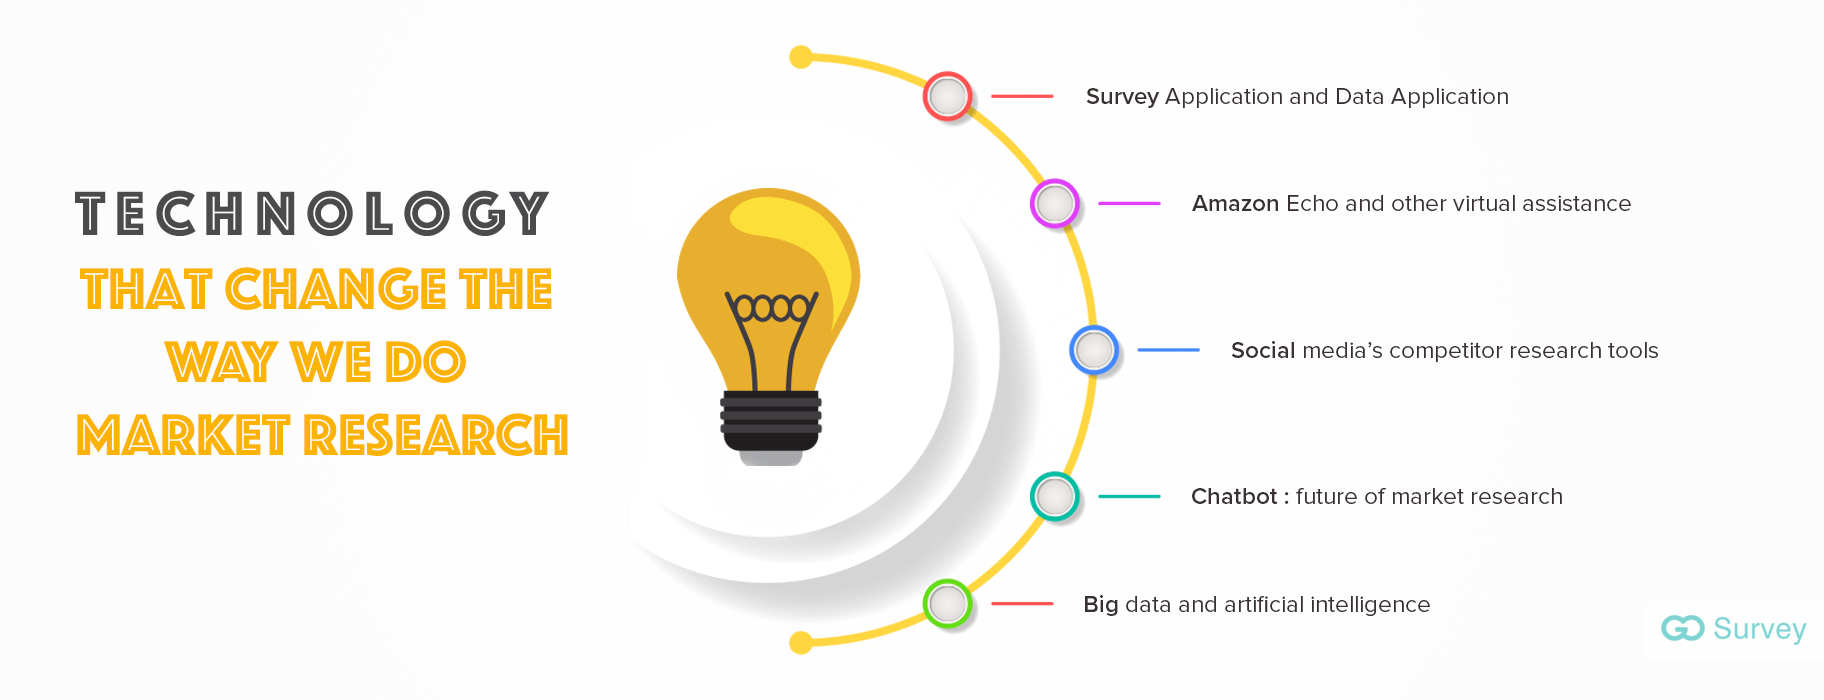 TECHNOLOGY
THAT CHANGE THE
WAY WE DO
MARKET RESEARCH
Survey Application and Data Application
Amazon Echo and other virtual assistance
Social media’s competitor research tools
Chatbot : future of market research
Big data and artificial intelligence
GO Survey